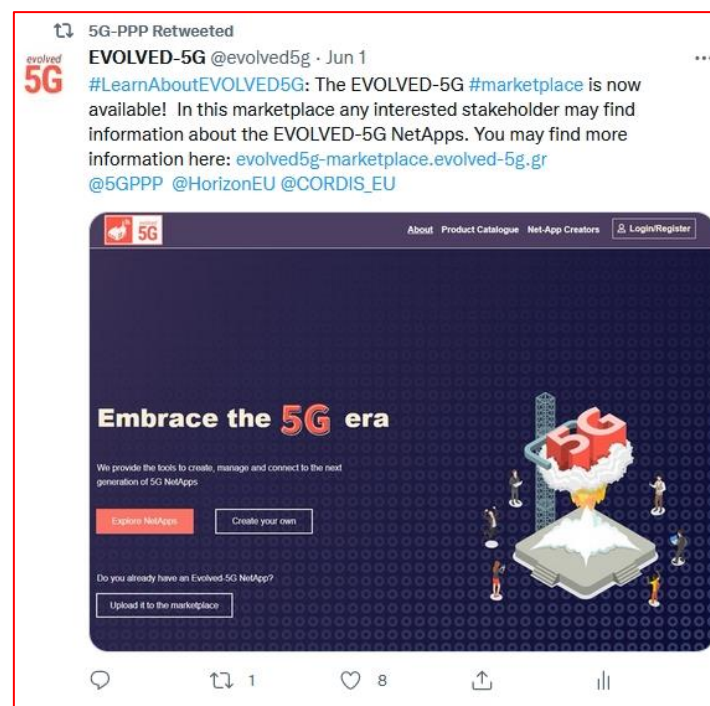 5G-PPP Retweeted
evolved
5G
EVOLVED-5G @evolved5g · Jun 1
#LearnAboutEVOLVED5G: The EVOLVED-5G #marketplace is now
available! In this marketplace any interested stakeholder may find
information about the EVOLVED-5G NetApps. You may find more
information here: evolved5g-marketplace.evolved-5g.gr
@5GPPP @HorizonEU @CORDIS_EU
evolved
5G
About Product Catalogue Net-App Creators Login/Register
Embrace the 5G era
We provide the tools to create, manage and connect to the next
generation of 5G NetApps
Explore NetApps Create your own
5G
Do you already have an Evolved-5G NetApp?
Upload it to the marketplace
1 8